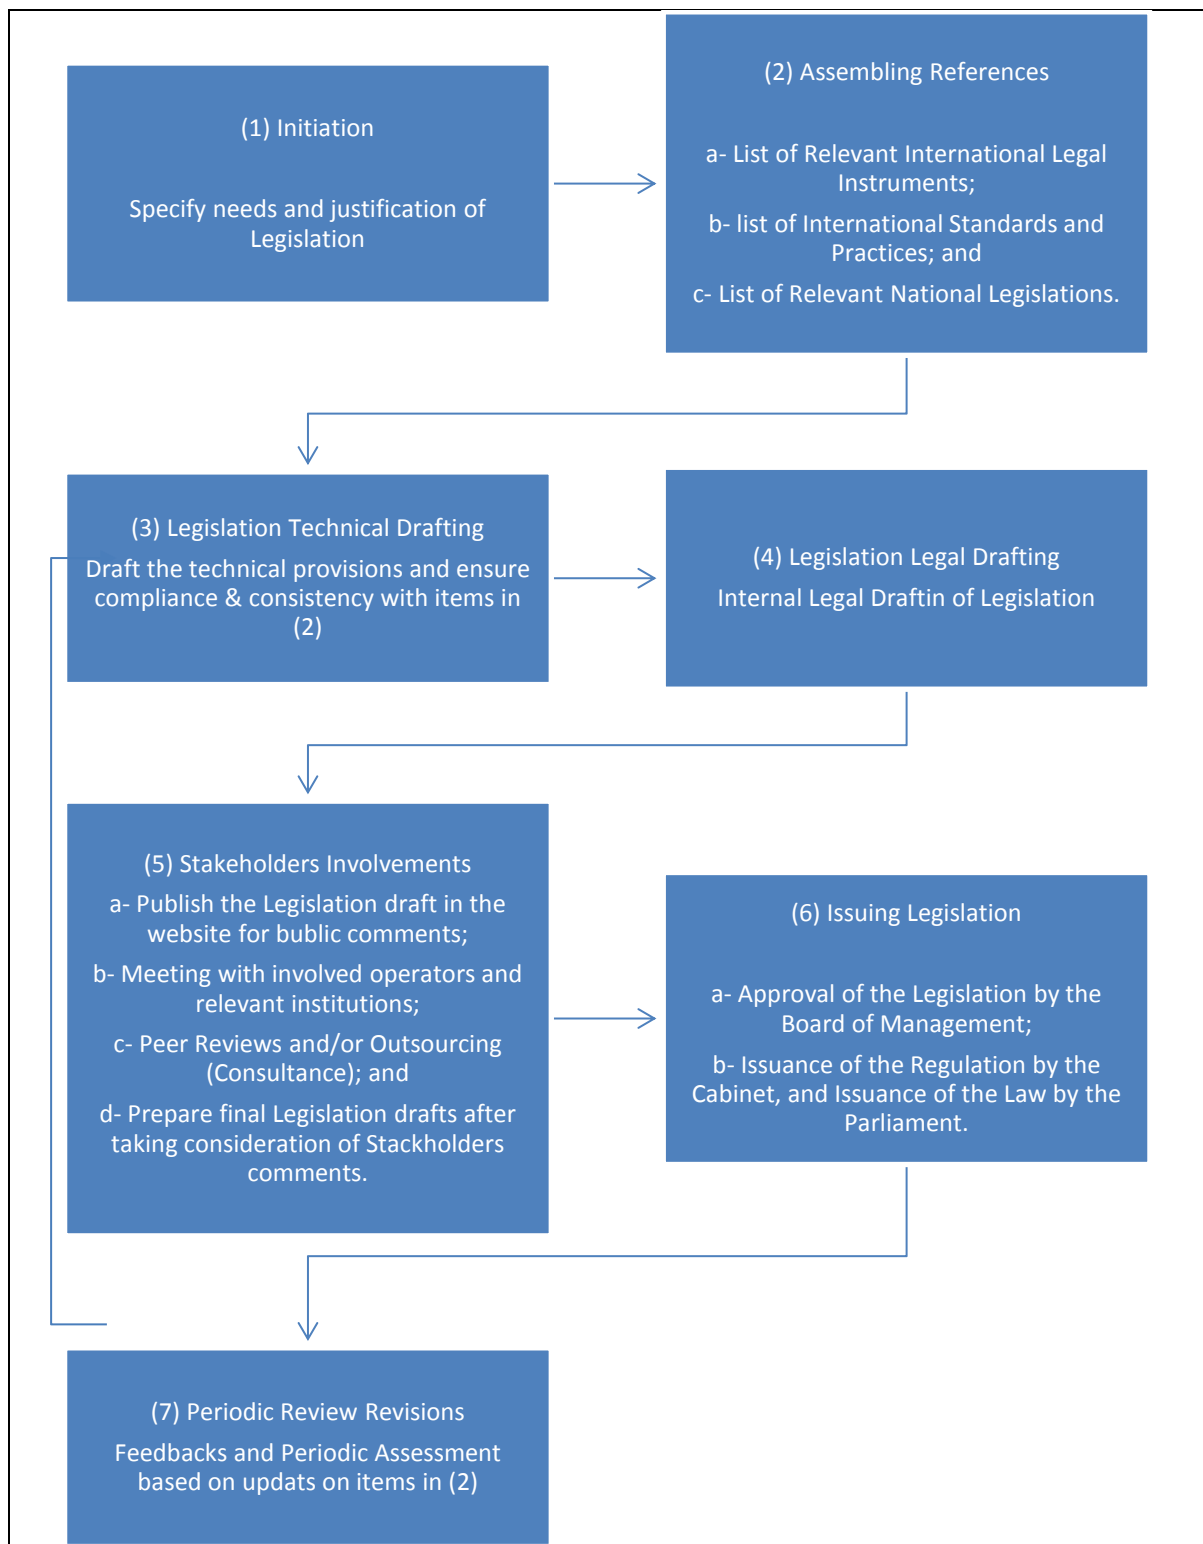 (1) Initiation
Specify needs and justification of
Legislation
(2) Assembling References
a- List of Relevant International Legal
Instruments;
b- list of International Standards and
Practices; and
c- List of Relevant National Legislations.
(3) Legislation Technical Drafting
Draft the technical provisions and ensure
compliance & consistency with items in
(2)
(4) Legislation Legal Drafting
Internal Legal Draftin of Legislation
(5) Stakeholders Involvements
a- Publish the Legislation draft in the
website for bublic comments;
b- Meeting with involved operators and
relevant institutions;
c- Peer Reviews and/or Outsourcing
(Consultance); and
d- Prepare final Legislation drafts after
taking consideration of Stackholders
comments.
(6) Issuing Legislation
a- Approval of the Legislation by the
Board of Management;
b- Issuance of the Regulation by the
Cabinet, and Issuance of the Law by the
Parliament.
(7) Periodic Review Revisions
Feedbacks and Periodic Assessment
based on updats on items in (2)